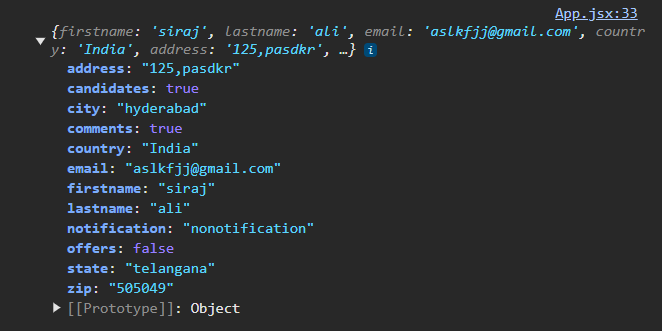 App.jsx:33
{firstname: 'siraj', lastname: 'ali', email: 'aslkfjj@gmail.com', countr
y: 'India', address: '125,pasdkr', …} i
address: "125,pasdkr"
candidates: true
city: "hyderabad"
comments: true
country: "India"
email: "aslkfjj@gmail.com"
firstname: "siraj"
lastname: "ali"
notification: "nonotification"
offers: false
state: "telangana"
zip: "505049"
[[Prototype]]: Object